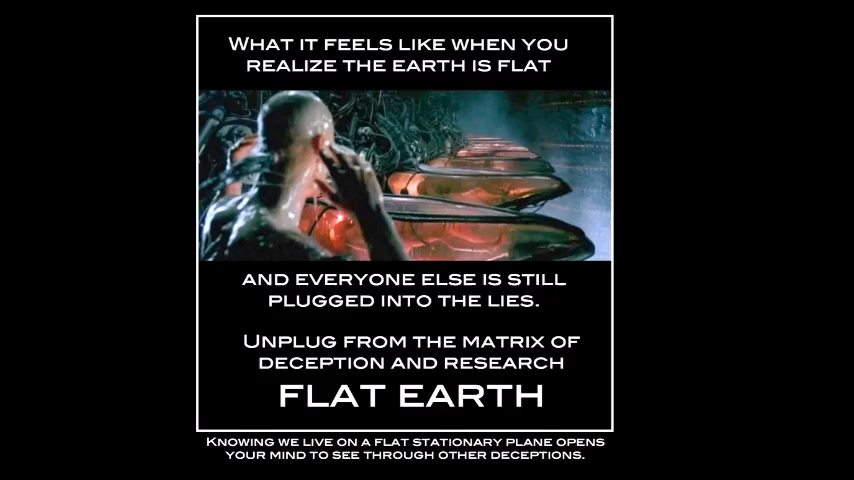 What it feels like when you
realize the earth is flat
and everyone else is still
plugged into the lies.
Unplug from the matrix of
deception and research
FLAT EARTH
Knowing we live on a flat stationary plane opens
your mind to see through other deceptions.